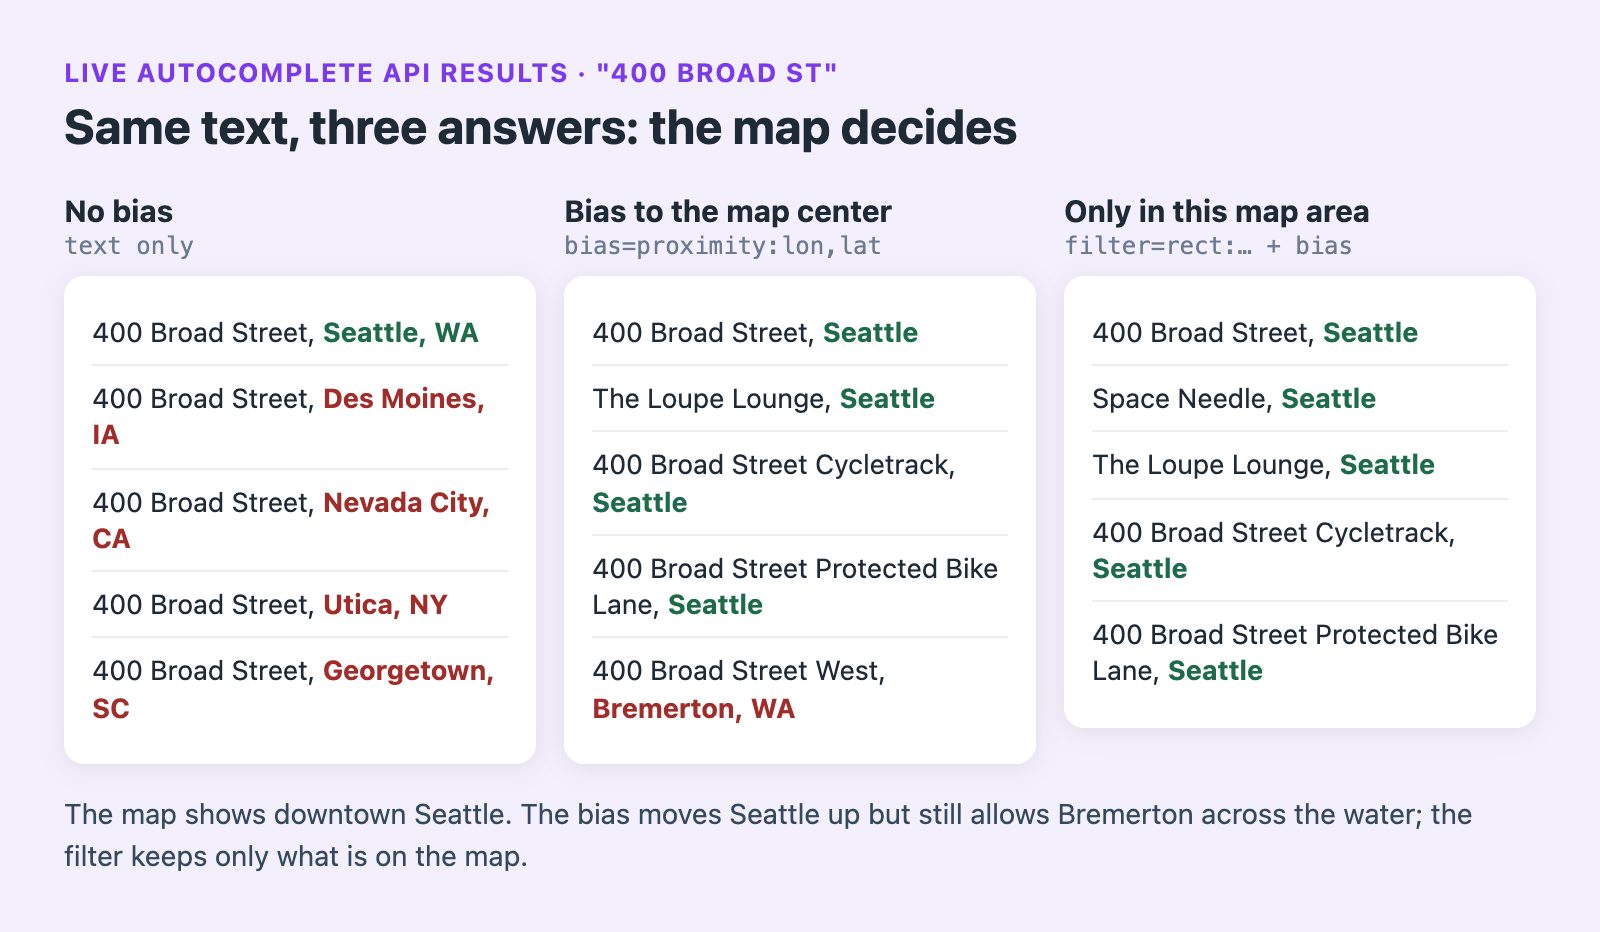 LIVE AUTOCOMPLETE API RESULTS · "400 BROAD ST"
Same text, three answers: the map decides
No bias
text only
400 Broad Street, Seattle, WA
400 Broad Street, Des Moines,
IA
400 Broad Street, Nevada City,
CA
400 Broad Street, Utica, NY
400 Broad Street, Georgetown,
SC
Bias to the map center
bias=proximity:lon,lat
400 Broad Street, Seattle
The Loupe Lounge, Seattle
400 Broad Street Cycletrack,
Seattle
400 Broad Street Protected Bike
Lane, Seattle
400 Broad Street West,
Bremerton, WA
Only in this map area
filter=rect:… + bias
400 Broad Street, Seattle
Space Needle, Seattle
The Loupe Lounge, Seattle
400 Broad Street Cycletrack,
Seattle
400 Broad Street Protected Bike
Lane, Seattle
The map shows downtown Seattle. The bias moves Seattle up but still allows Bremerton across the water; the
filter keeps only what is on the map.